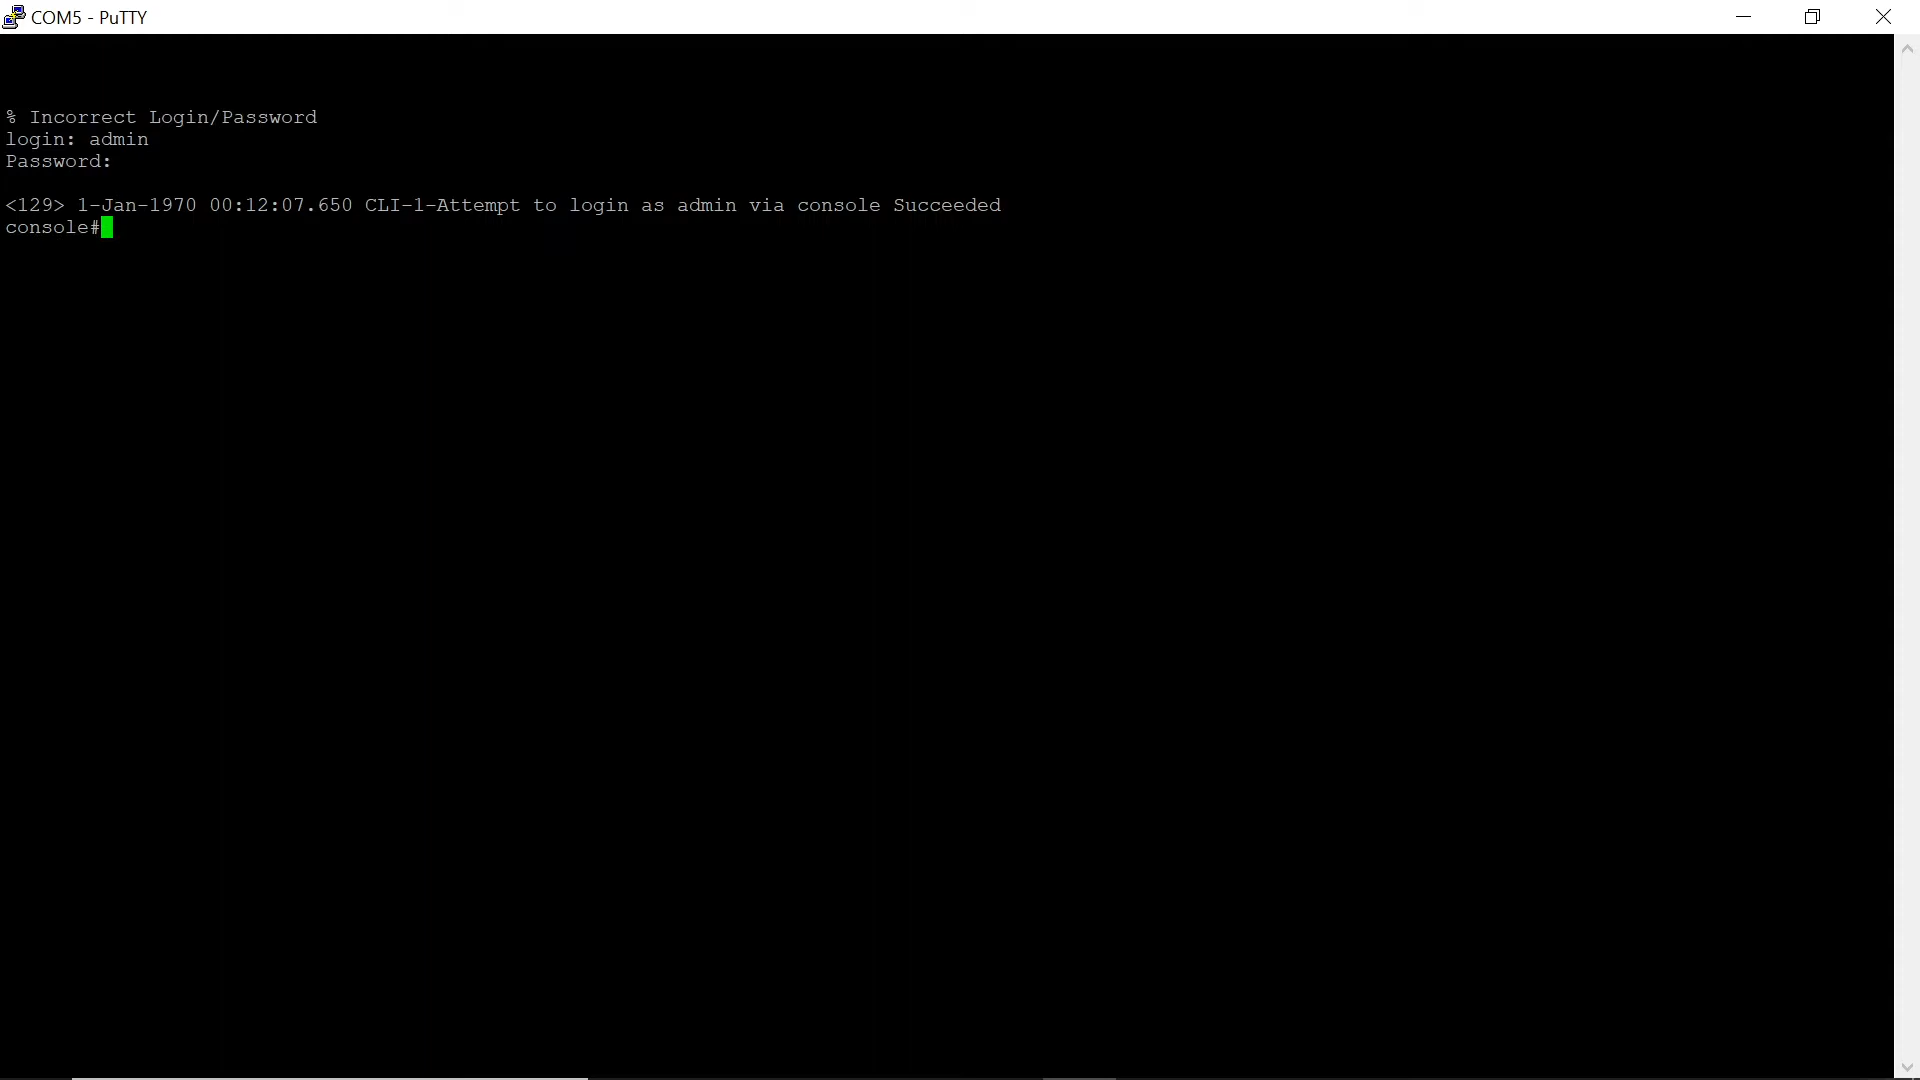 COM5 - PuTTY
% Incorrect Login/Password
login: admin
Password:
<129> 1-Jan-1970 00:12:07.650 CLI-1-Attempt to login as admin via console Succeeded
console#